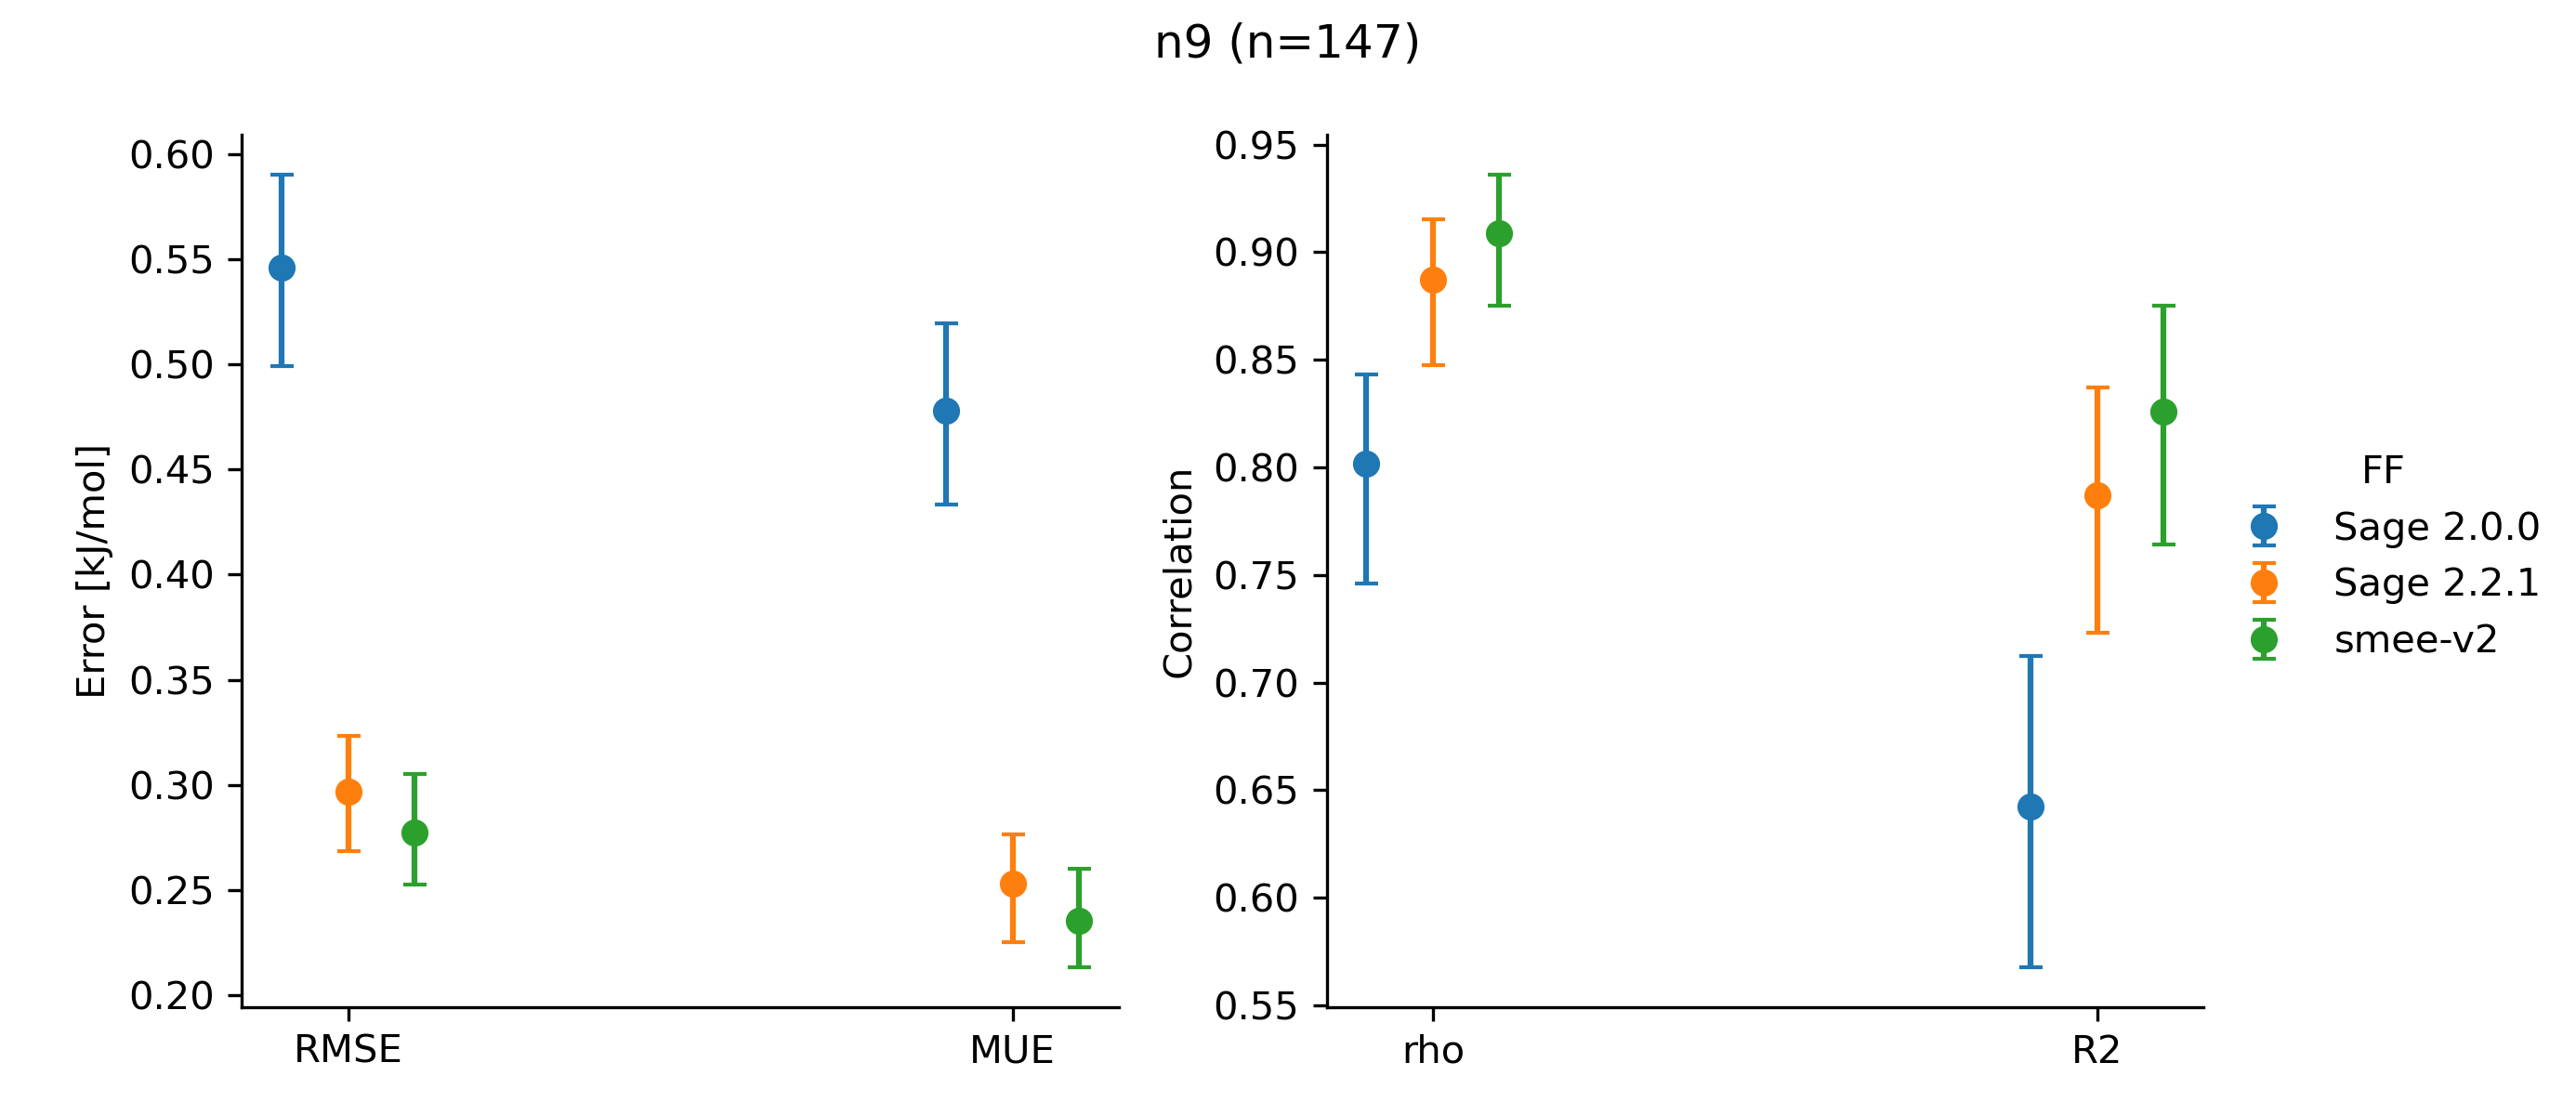 n9 (n=147)
Error [kJ/mol]
0.60
0.55
0.50
0.45
0.40
0.35
0.30
0.25
0.20
RMSE
MUE
Correlation
0.95
0.90
0.85
0.80
0.75
0.70
0.65
0.60
0.55
rho
R2
FF
Sage 2.0.0
Sage 2.2.1
smee-v2